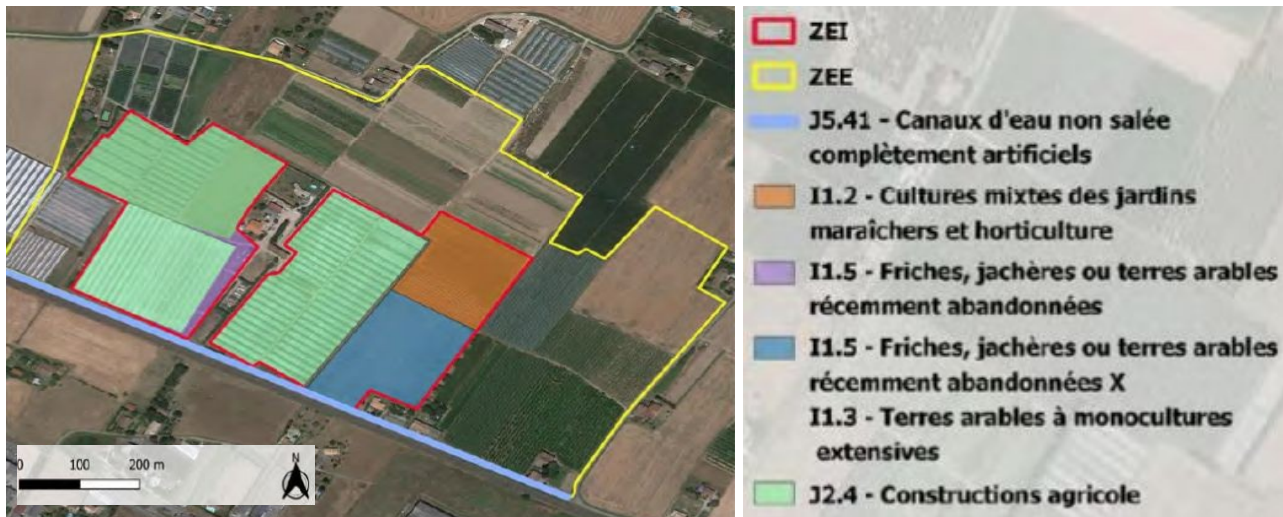 0 100 200 m
N
ZEI
ZEE
J5.41 - Canaux d'eau non salée
complètement artificiels
I1.2 - Cultures mixtes des jardins
maraîchers et horticulture
I1.5 - Friches, jachères ou terres arables
récemment abandonnées
I1.5 - Friches, jachères ou terres arables
récemment abandonnées X
I1.3 - Terres arables à monocultures
extensives
J2.4 - Constructions agricole